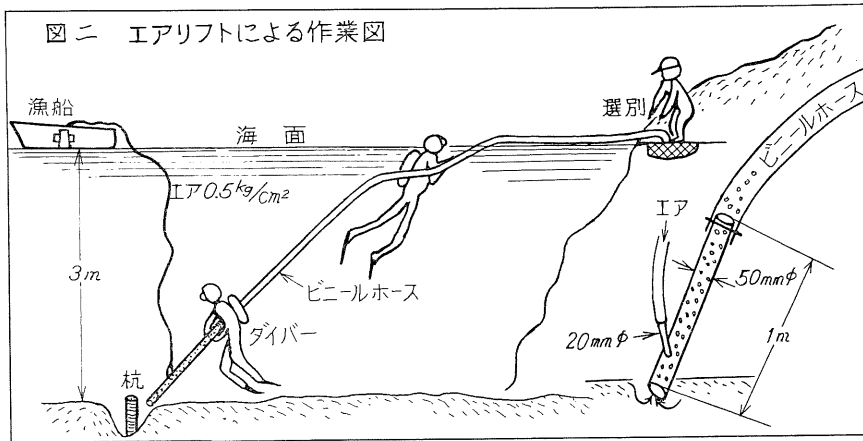 図二 エアリフトによる作業図
漁船
海面
選別
エア0.5kg/cm²
3m
ビニールホース
ダイバー
杭
ビニールホース
エア
50mmφ
20mmφ
1m